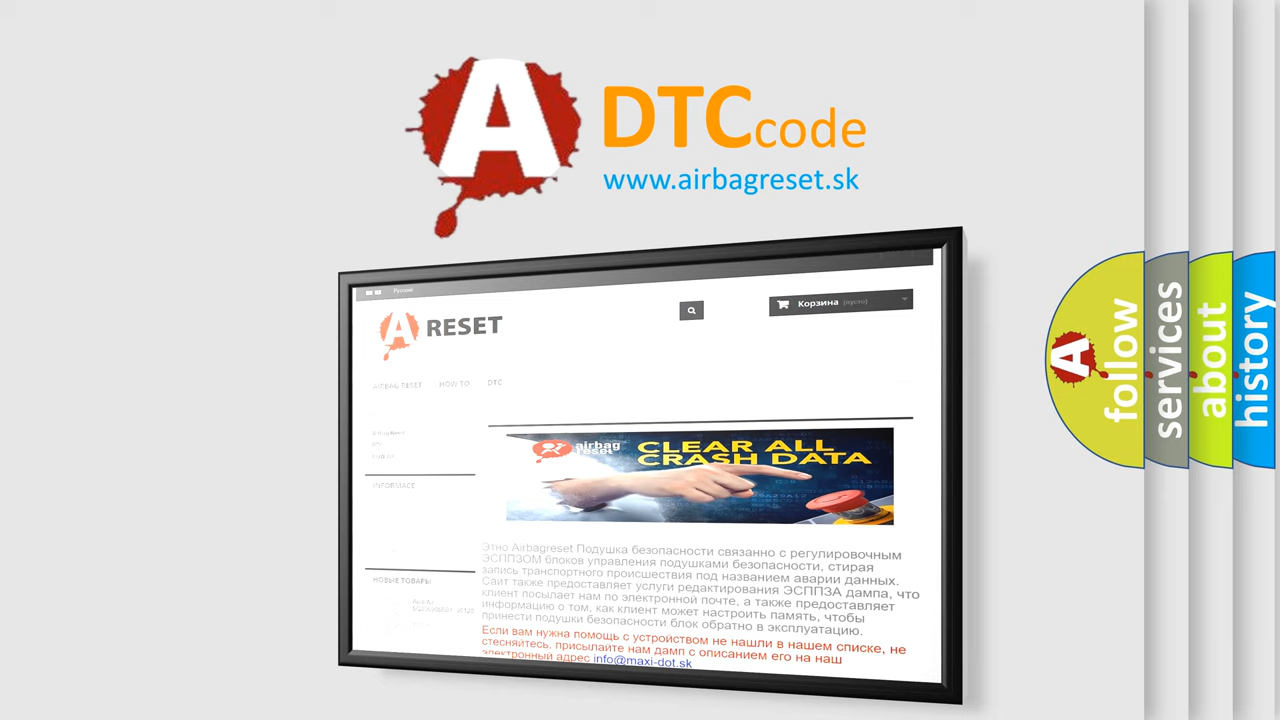 A
DTCcode
www.airbagreset.sk
Русский
A RESET
Корзина (пусто)
AIRBAG RESET HOW TO DTC
airbag
reset
CLEAR ALL
CRASH DATA
INFORMACE
Этно Airbagreset Подушка безопасности связанно с регулировочным
ЭСППЗОМ блоков управления подушками безопасности, стирая
запись транспортного происшествия под названием аварии данных.
Сайт также предоставляет услуги редактирования ЭСППЗА дампа, что
клиент посылает нам по электронной почте, а также предоставляет
информацию о том, как клиент может настроить память, чтобы
принести подушки безопасности блок обратно в эксплуатацию.
Если вам нужна помощь с устройством не нашли в нашем списке, не
стесняйтесь, присылайте нам дамп с описанием его на наш
электронный адрес info@maxi-dot.sk
НОВЫЕ ТОВАРЫ
A
follow
services
about
history